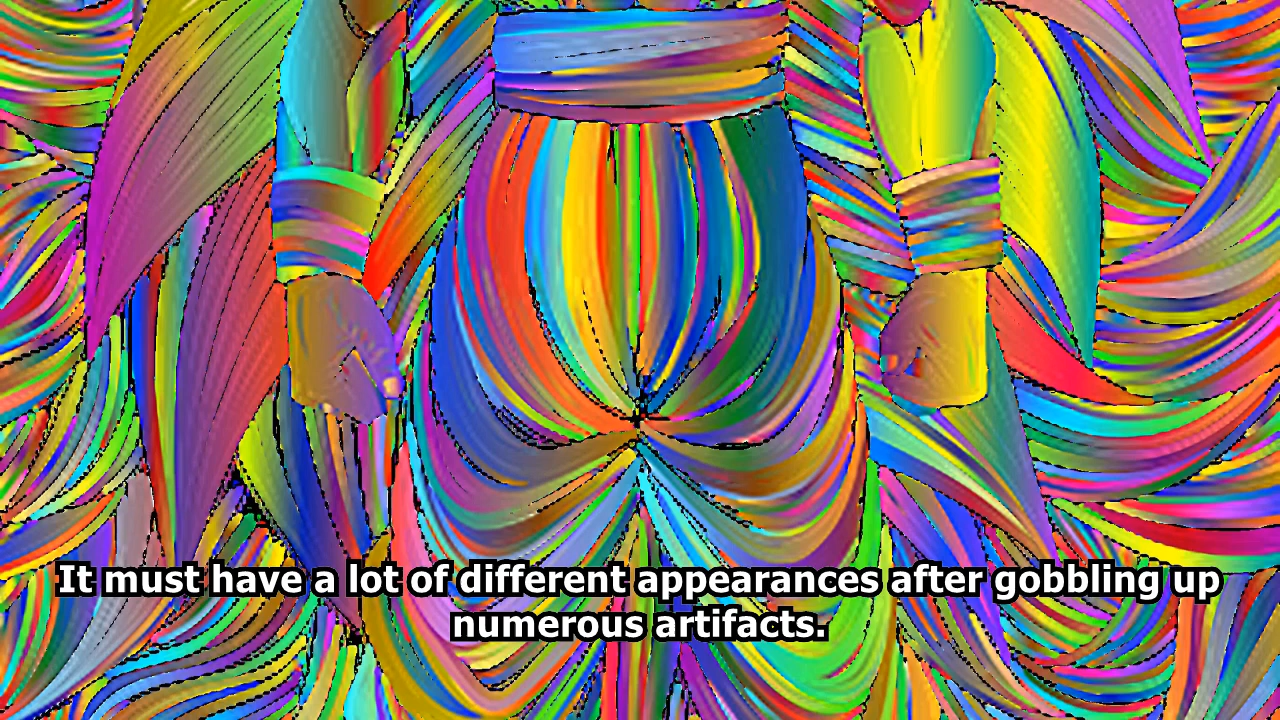 It must have a lot of different appearances after gobbling up
numerous artifacts.